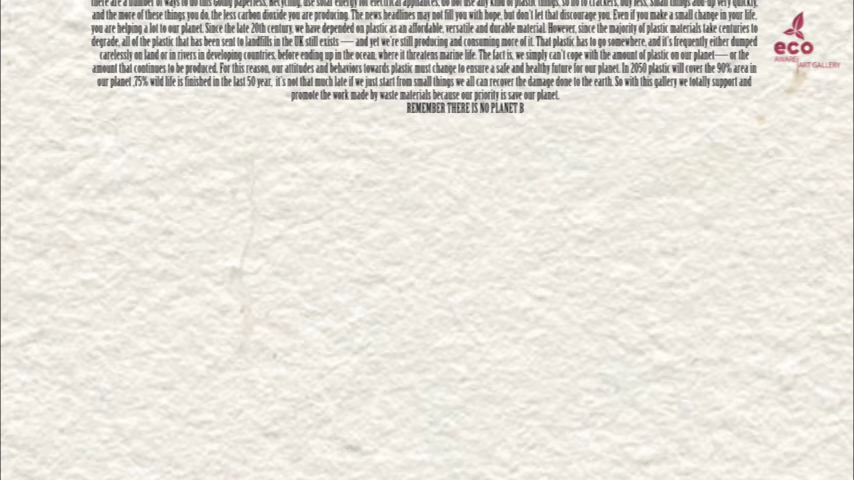 there are a number of ways to do this Going paperless, Recycling, use solar energy for electrical appliances, do not use any kind of plastic things, so no to crackers, buy less. Small things add-up very quickly,
and the more of these things you do, the less carbon dioxide you are producing. The news headlines may not fill you with hope, but don't let that discourage you. Even if you make a small change in your life,
you are helping a lot to our planet. Since the late 20th century, we have depended on plastic as an affordable, versatile and durable material. However, since the majority of plastic materials take centuries to
degrade, all of the plastic that has been sent to landfills in the UK still exists — and yet we're still producing and consuming more of it. That plastic has to go somewhere, and it's frequently either dumped
carelessly on land or in rivers in developing countries, before ending up in the ocean, where it threatens marine life. The fact is, we simply can't cope with the amount of plastic on our planet— or the
amount that continues to be produced. For this reason, our attitudes and behaviors towards plastic must change to ensure a safe and healthy future for our planet. In 2050 plastic will cover the 90% area in
our planet ,75% wild life is finished in the last 50 year, it's not that much late if we just start from small things we all can recover the damage done to the earth. So with this gallery we totally support and
promote the work made by waste materials because our priority is save our planet.
REMEMBER THERE IS NO PLANET B
eco
AWARE
ART GALLERY